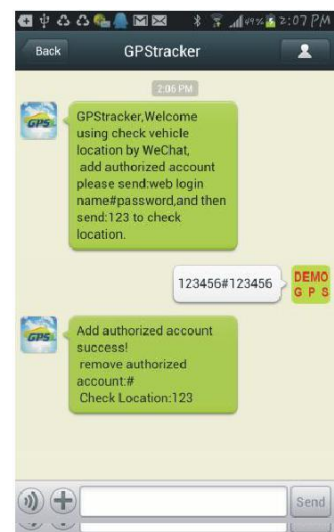 49% 2:07 PM
Back
GPStracker
2:06 PM
GPS
GPStracker,Welcome
using check vehicle
location by WeChat,
add authorized account
please send:web login
name#password,and then
send:123 to check
location.
123456#123456
DEMO
G P S
GPS
Add authorized account
success!
remove authorized
account:#
Check Location:123
Send